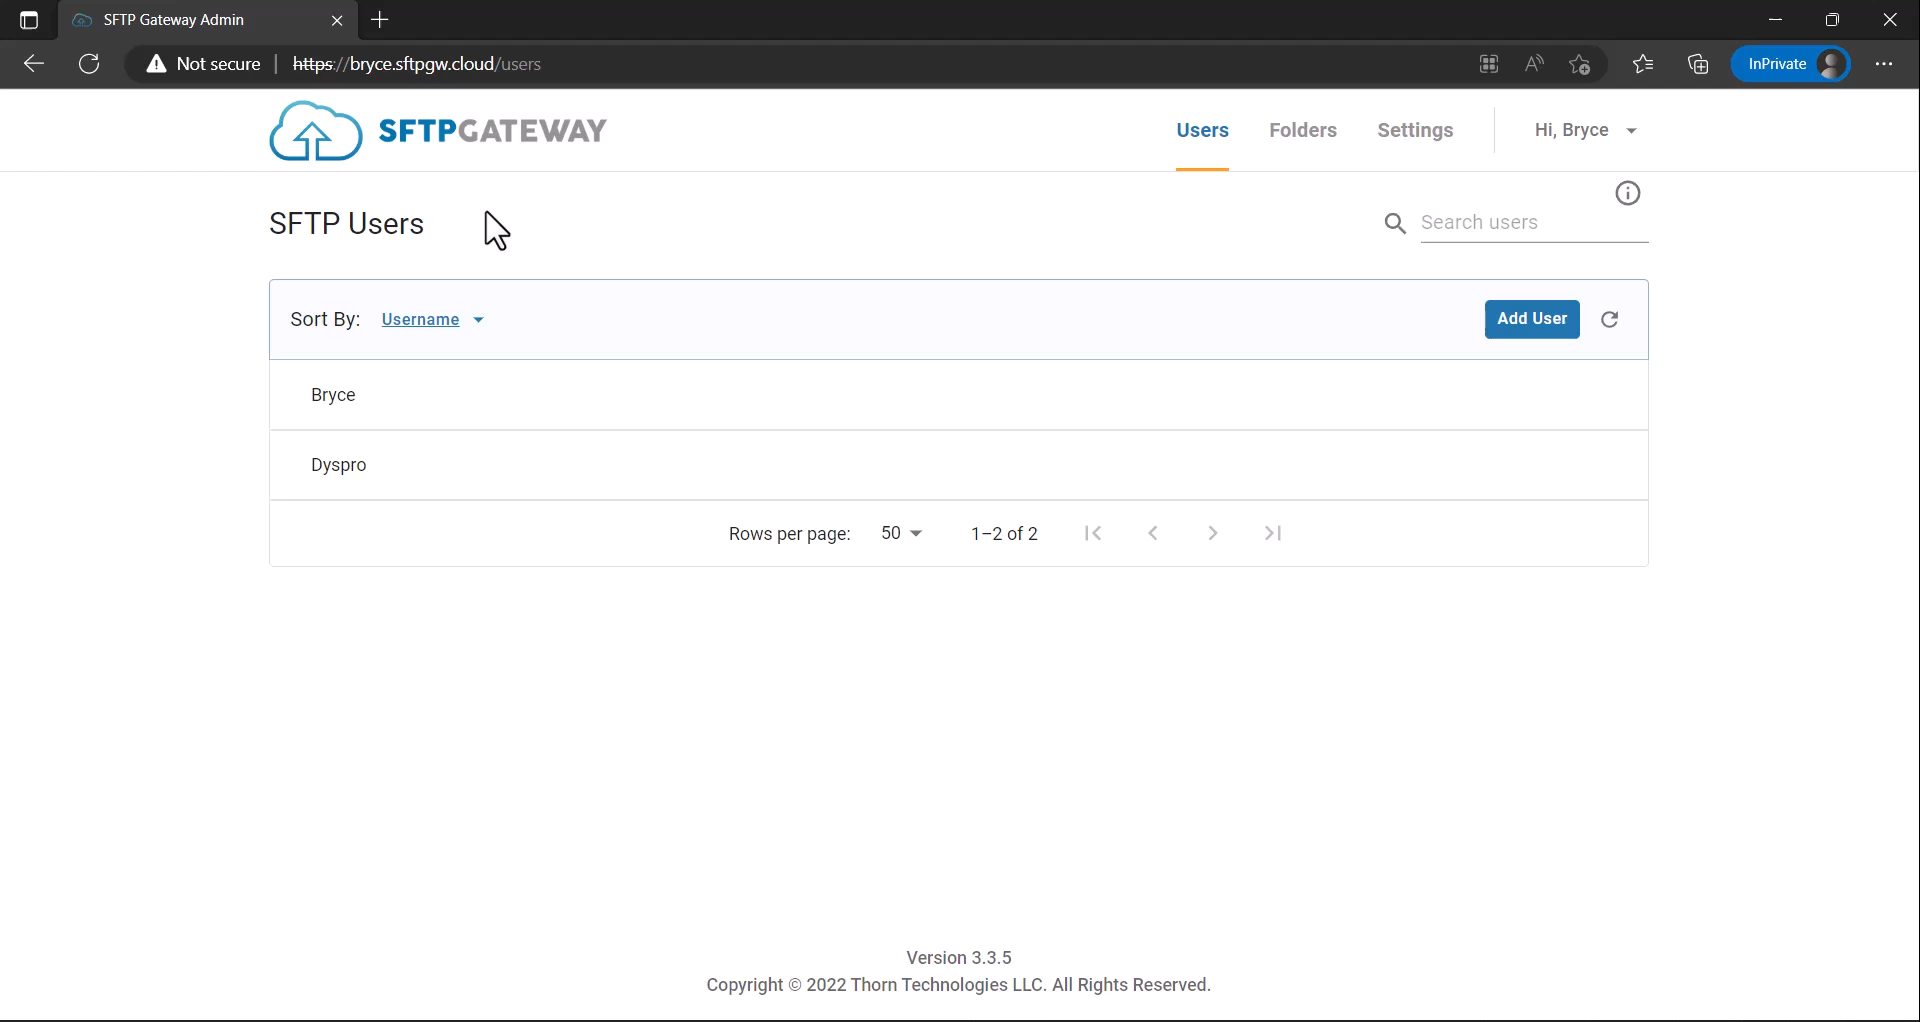 SFTP Gateway Admin
Not secure
https://bryce.sftpgw.cloud/users
InPrivate
SFTPGATEWAY
Users
Folders
Settings
Hi, Bryce
SFTP Users
Search users
Sort By: Username
Add User
Bryce
Dyspro
Rows per page: 50 1–2 of 2
Version 3.3.5
Copyright © 2022 Thorn Technologies LLC. All Rights Reserved.